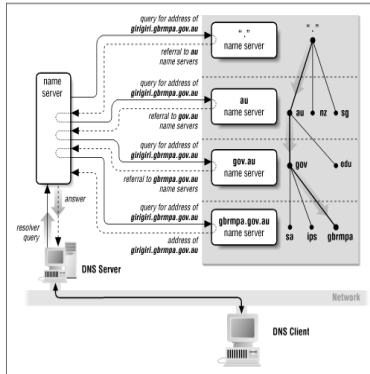 query for address of
girigiri.gbrmpa.gov.au
"."
name server
"."
referral to au
name servers
name
server
query for address of
girigiri.gbrmpa.gov.au
au
name server
au
nz
sg
referral to gov.au
name servers
query for address of
girigiri.gbrmpa.gov.au
gov.au
name server
gov
edu
referral to gbrmpa.gov.au
name servers
answer
query for address of
girigiri.gbrmpa.gov.au
gbrmpa.gov.au
name server
resolver
query
address of
girigiri.gbrmpa.gov.au
sa
ips
gbrmpa
DNS Server
Network
DNS Client